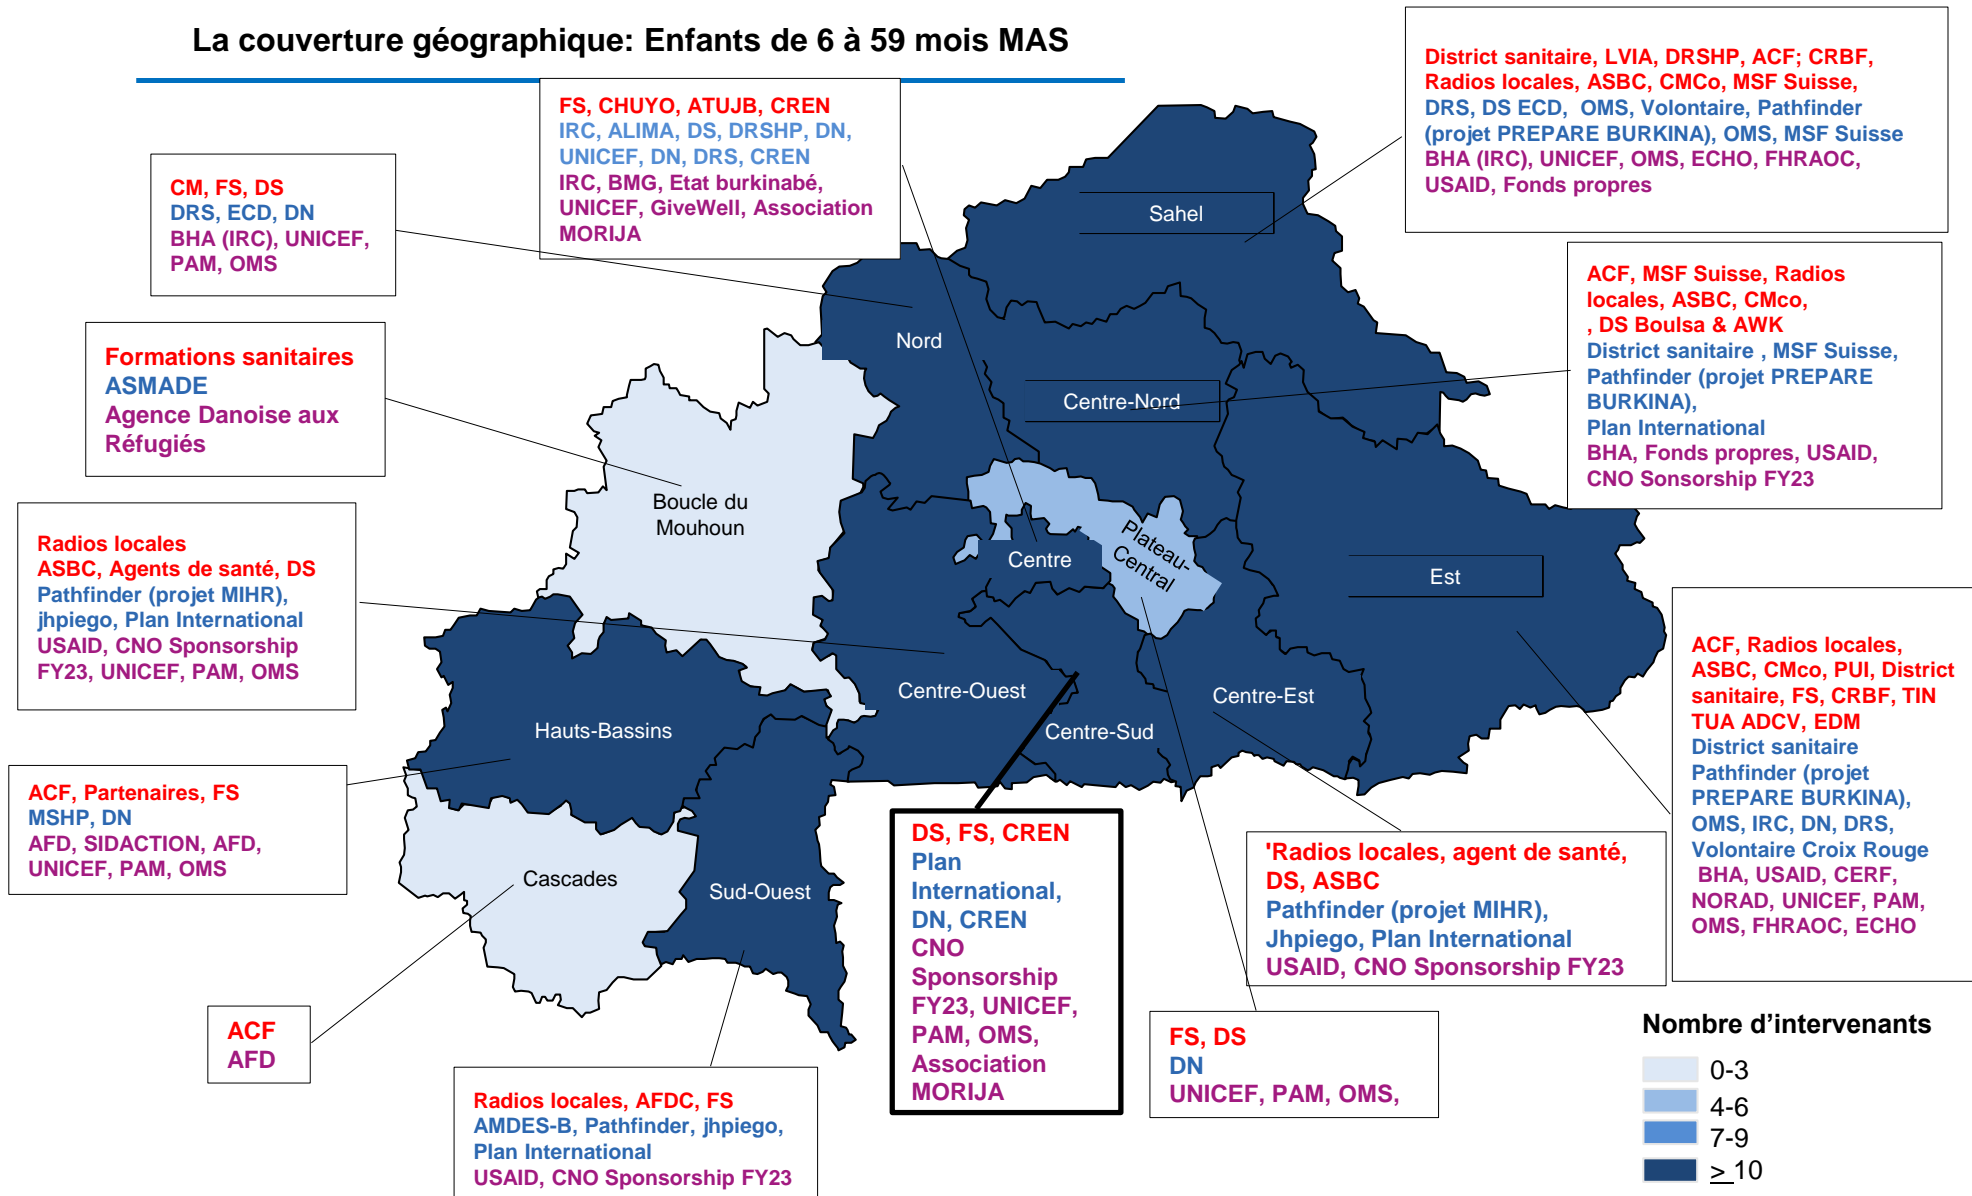 La couverture géographique: Enfants de 6 à 59 mois MAS
District sanitaire, LVIA, DRSHP, ACF; CRBF,
Radios locales, ASBC, CMCo, MSF Suisse,
DRS, DS ECD, OMS, Volontaire, Pathfinder
(projet PREPARE BURKINA), OMS, MSF Suisse
BHA (IRC), UNICEF, OMS, ECHO, FHRAOC,
USAID, Fonds propres
FS, CHUYO, ATUJB, CREN
IRC, ALIMA, DS, DRSHP, DN,
UNICEF, DN, DRS, CREN
IRC, BMG, Etat burkinabé,
UNICEF, GiveWell, Association
MORIJA
CM, FS, DS
DRS, ECD, DN
BHA (IRC), UNICEF,
PAM, OMS
ACF, MSF Suisse, Radios
locales, ASBC, CMco,
, DS Boulsa & AWK
District sanitaire , MSF Suisse,
Pathfinder (projet PREPARE
BURKINA),
Plan International
BHA, Fonds propres, USAID,
CNO Sonsorship FY23
Formations sanitaires
ASMADE
Agence Danoise aux
Réfugiés
Radios locales
ASBC, Agents de santé, DS
Pathfinder (projet MIHR),
jhpiego, Plan International
USAID, CNO Sponsorship
FY23, UNICEF, PAM, OMS
ACF, Partenaires, FS
MSHP, DN
AFD, SIDACTION, AFD,
UNICEF, PAM, OMS
ACF
AFD
Radios locales, AFDC, FS
AMDES-B, Pathfinder, jhpiego,
Plan International
USAID, CNO Sponsorship FY23
DS, FS, CREN
Plan
International,
DN, CREN
CNO
Sponsorship
FY23, UNICEF,
PAM, OMS,
Association
MORIJA
FS, DS
DN
UNICEF, PAM, OMS,
'Radios locales, agent de santé,
DS, ASBC
Pathfinder (projet MIHR),
Jhpiego, Plan International
USAID, CNO Sponsorship FY23
ACF, Radios locales,
ASBC, CMco, PUI, District
sanitaire, FS, CRBF, TIN
TUA ADCV, EDM
District sanitaire
Pathfinder (projet
PREPARE BURKINA),
OMS, IRC, DN, DRS,
Volontaire Croix Rouge
BHA, USAID, CERF,
NORAD, UNICEF, PAM,
OMS, FHRAOC, ECHO
Sahel
Nord
Centre-Nord
Boucle du
Mouhoun
Plateau-
Central
Centre
Est
Centre-Ouest
Centre-Est
Centre-Sud
Hauts-Bassins
Cascades
Sud-Ouest
Nombre d’intervenants
0-3
4-6
7-9
≥ 10